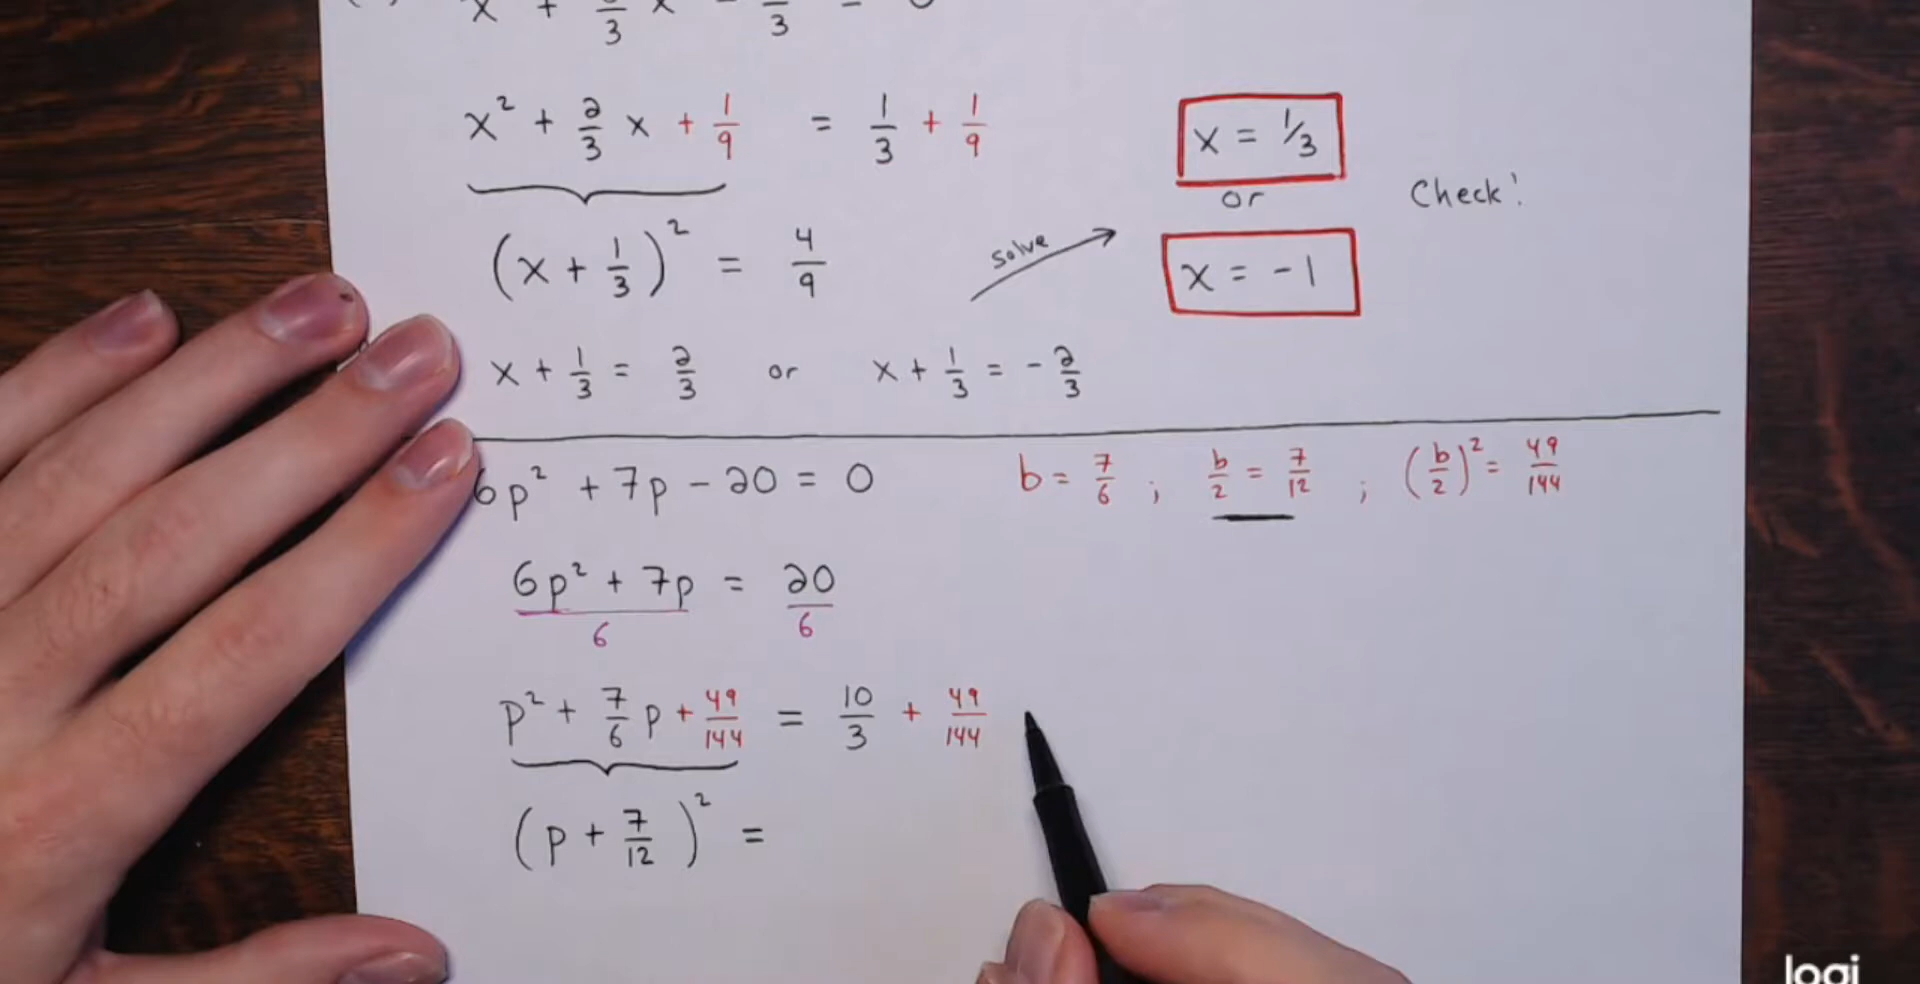 x + /3 x - /3 = 0
x² + 2/3 x + 1/9 = 1/3 + 1/9
(x + 1/3)² = 4/9
x + 1/3 = 2/3 or x + 1/3 = - 2/3
solve
x = 1/3
or
x = -1
Check!
6p² + 7p - 20 = 0
b = 7/6 ; b/2 = 7/12 ; (b/2)² = 49/144
6p² + 7p = 20
6 6
p² + 7/6 p + 49/144 = 10/3 + 49/144
(p + 7/12)² =
logi